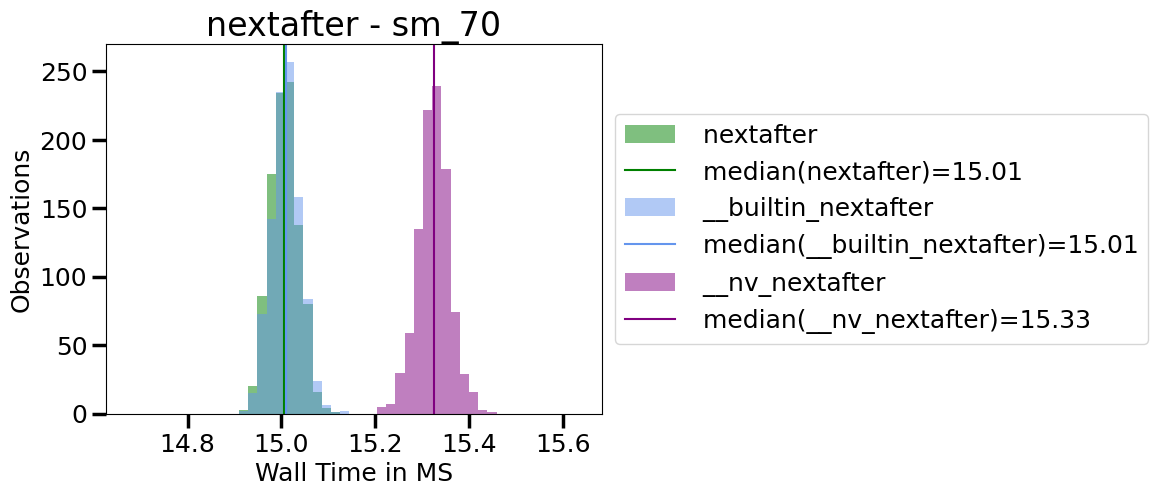 nextafter - sm_70
250
200
150
100
50
0
Observations
14.8 15.0 15.2 15.4 15.6
Wall Time in MS
nextafter
median(nextafter)=15.01
__builtin_nextafter
median(__builtin_nextafter)=15.01
__nv_nextafter
median(__nv_nextafter)=15.33